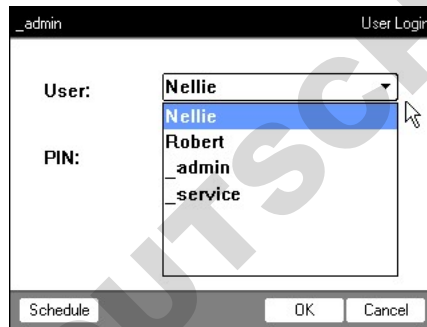 _admin User Login
User: Nellie
Nellie
Robert
PIN:
_admin
_service
Schedule OK Cancel